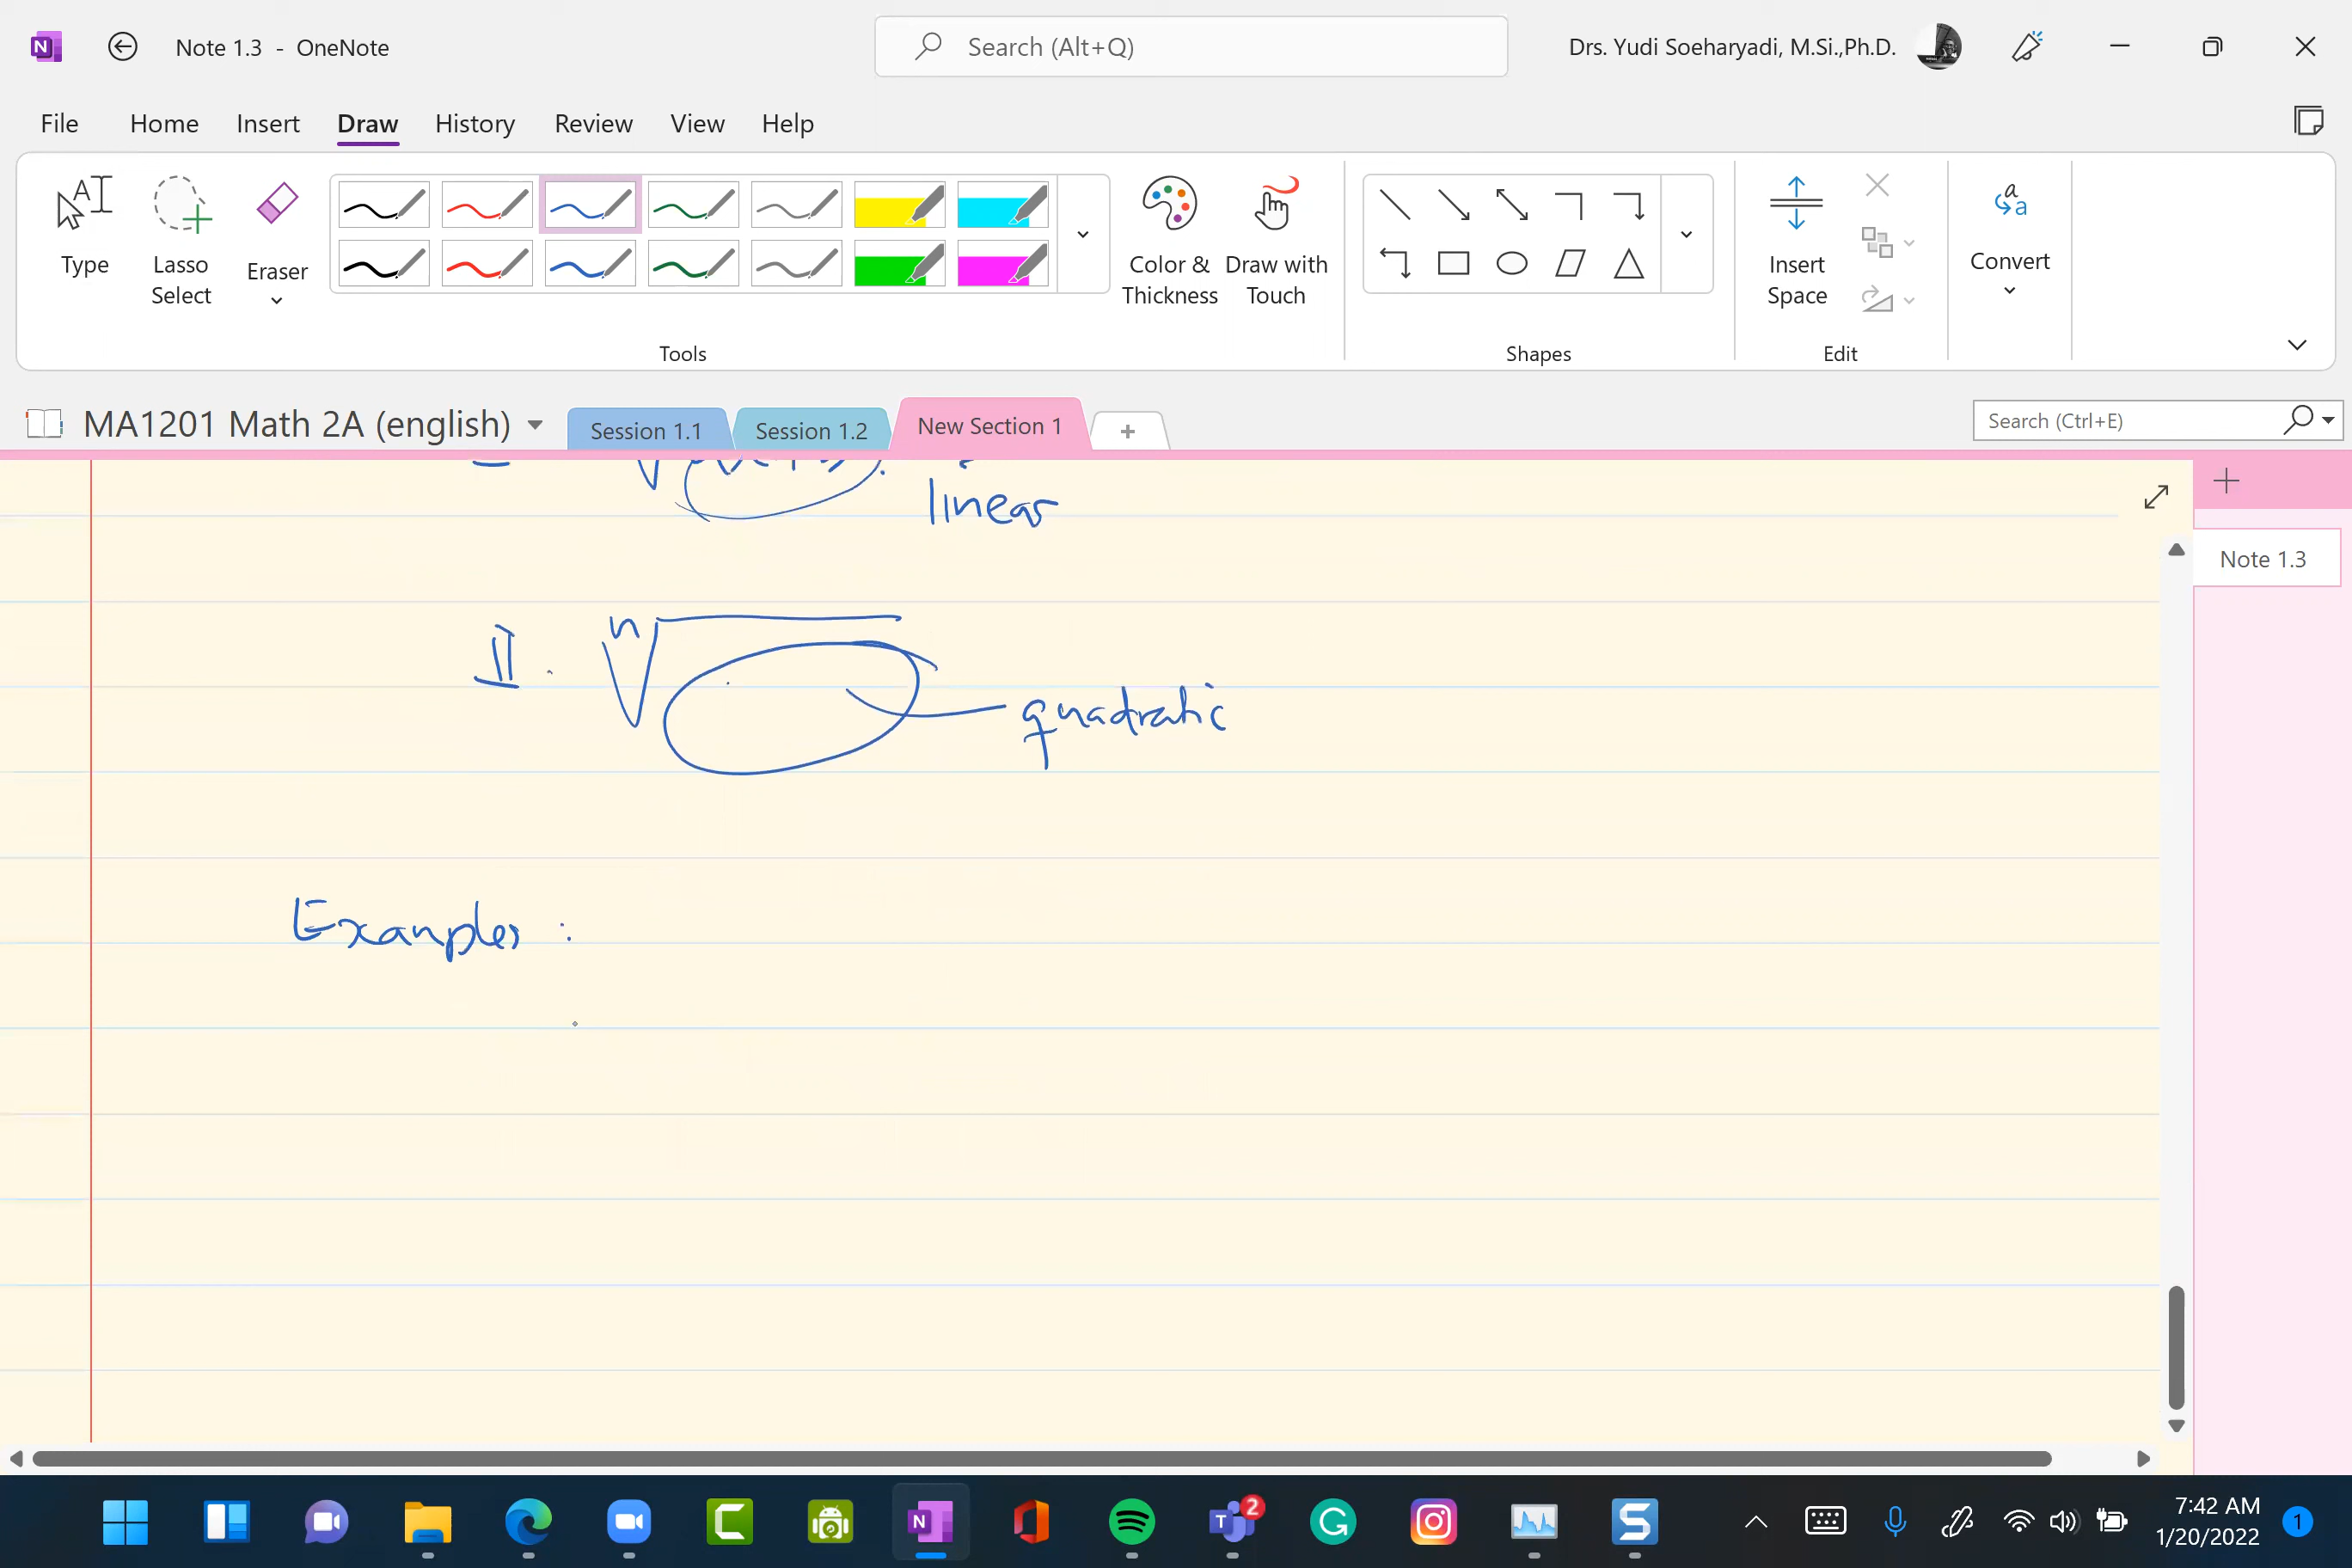 Note 1.3 - OneNote
Search (Alt+Q)
Drs. Yudi Soeharyadi, M.Si.,Ph.D.
File Home Insert Draw History Review View Help
Type
Lasso Select
Eraser
Color & Thickness
Draw with Touch
Insert Space
Convert
Tools Shapes Edit
MA1201 Math 2A (english)
Session 1.1
Session 1.2
New Section 1
+
Search (Ctrl+E)
Note 1.3
linear
II. n√
quadratic
Examples :
2
7:42 AM
1/20/2022
1